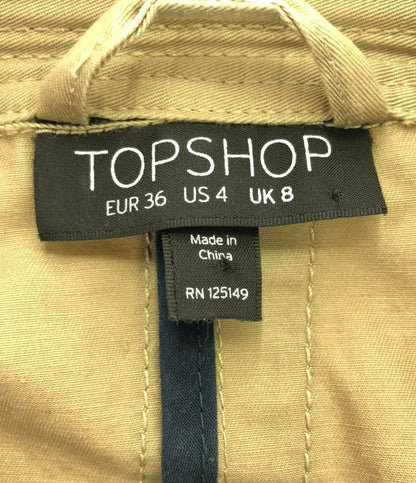 TOPSHOP
EUR 36 US 4 UK 8
Made in
China
RN 125149